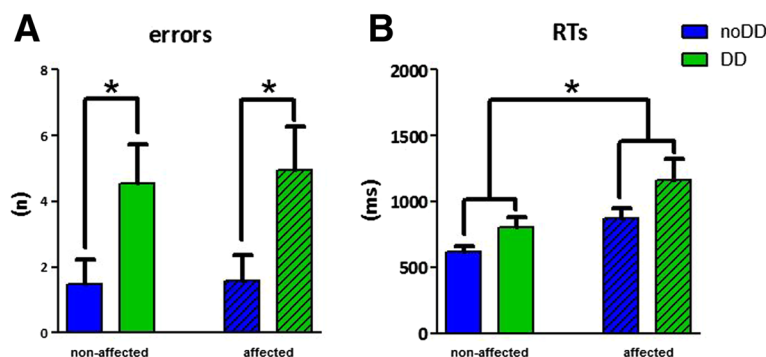 A
errors
8
6
4
2
0
(n)
*
*
non-affected
affected
B
RTs
2000
1500
1000
500
0
(ms)
*
non-affected
affected
noDD
DD